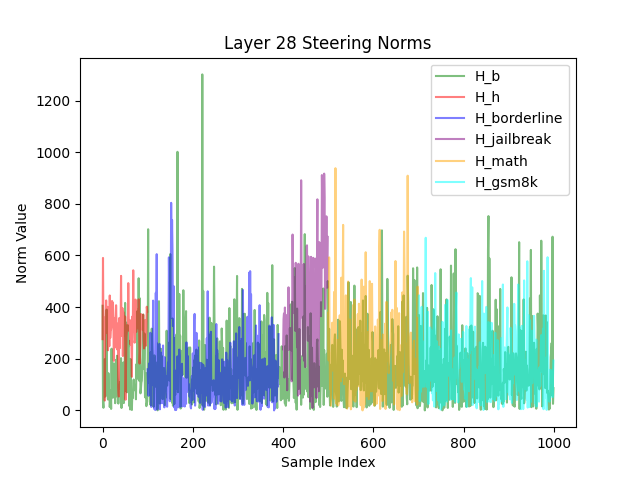 Layer 28 Steering Norms
H_b
H_h
H_borderline
H_jailbreak
H_math
H_gsm8k
Norm Value
1200
1000
800
600
400
200
0
0
200
400
600
800
1000
Sample Index